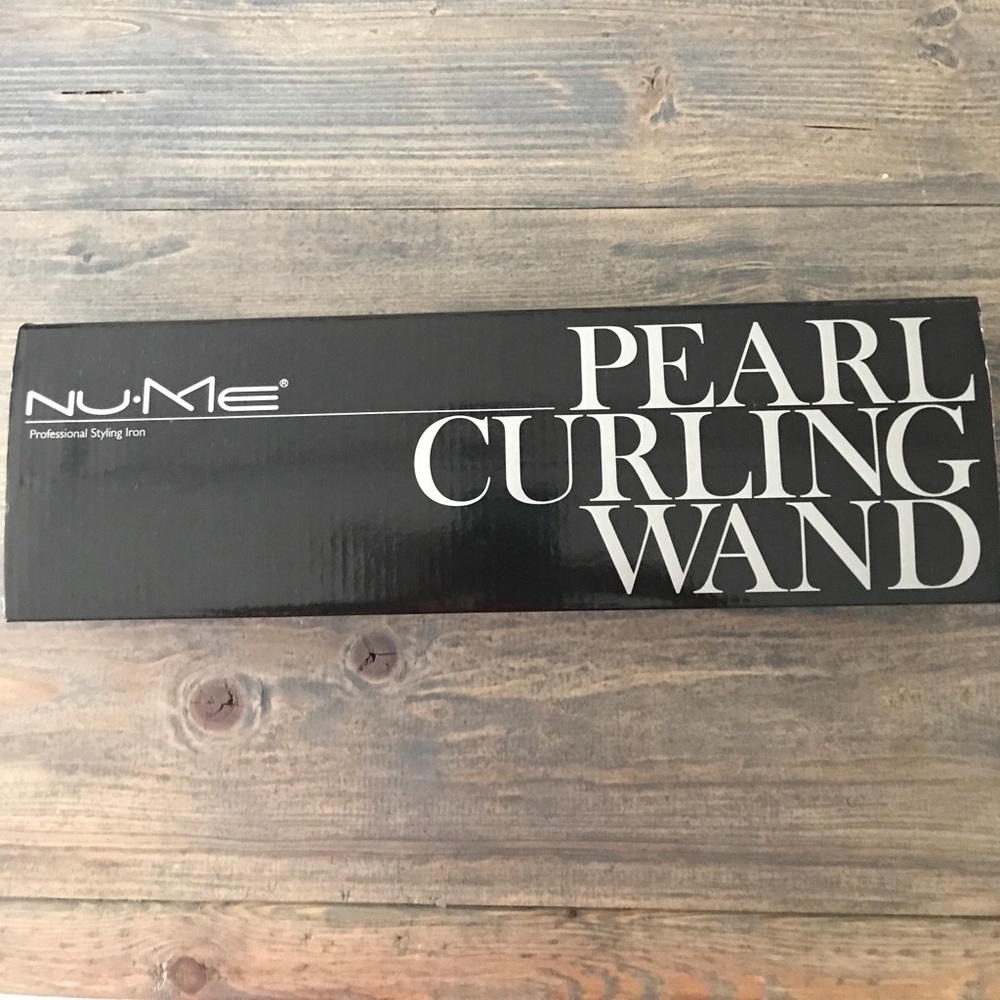 NU·ME®
Professional Styling Iron
PEARL
CURLING
WAND